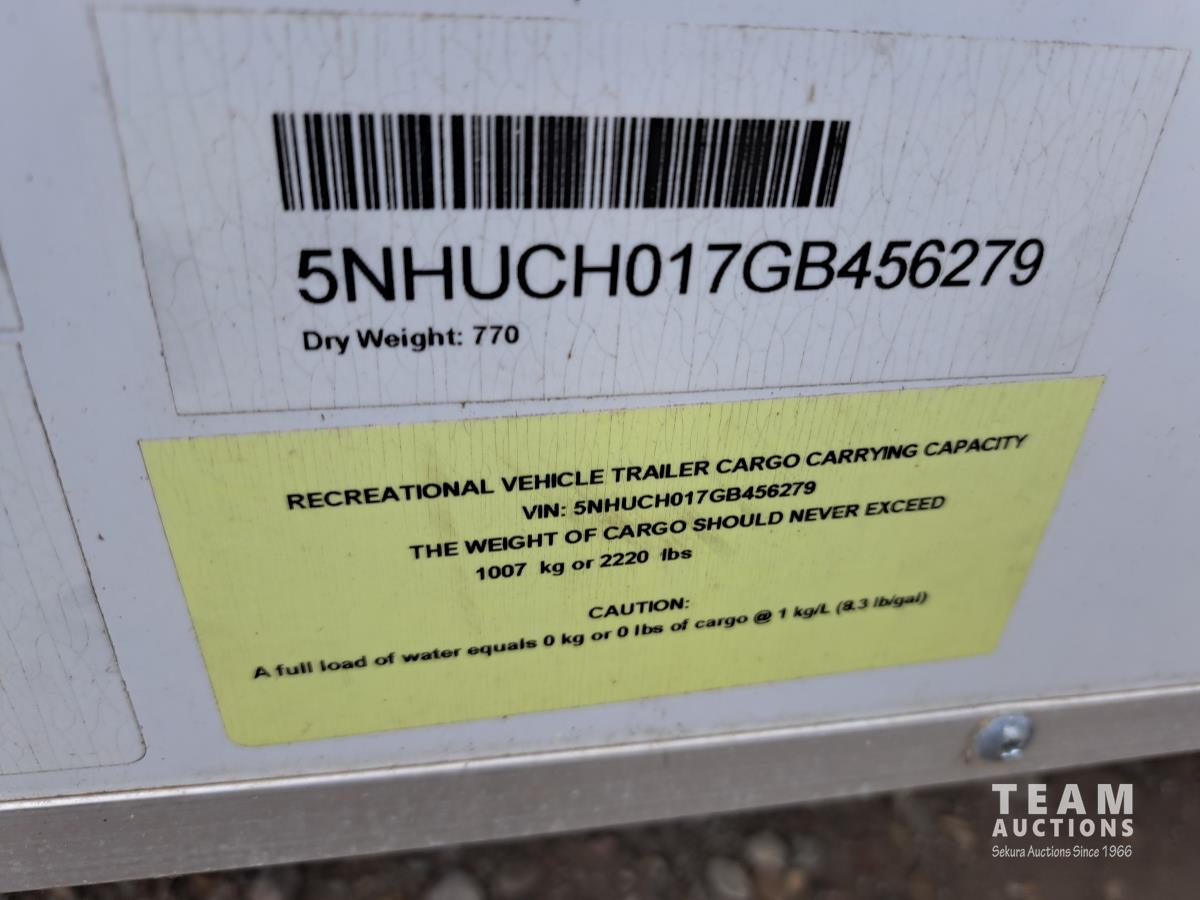 5NHUCH017GB456279
Dry Weight: 770
RECREATIONAL VEHICLE TRAILER CARGO CARRYING CAPACITY
VIN: 5NHUCH017GB456279
THE WEIGHT OF CARGO SHOULD NEVER EXCEED
1007 kg or 2220 lbs
CAUTION:
A full load of water equals 0 kg or 0 lbs of cargo @ 1 kg/L (8.3 lb/gal)
TEAM
AUCTIONS
Sekura Auctions Since 1966